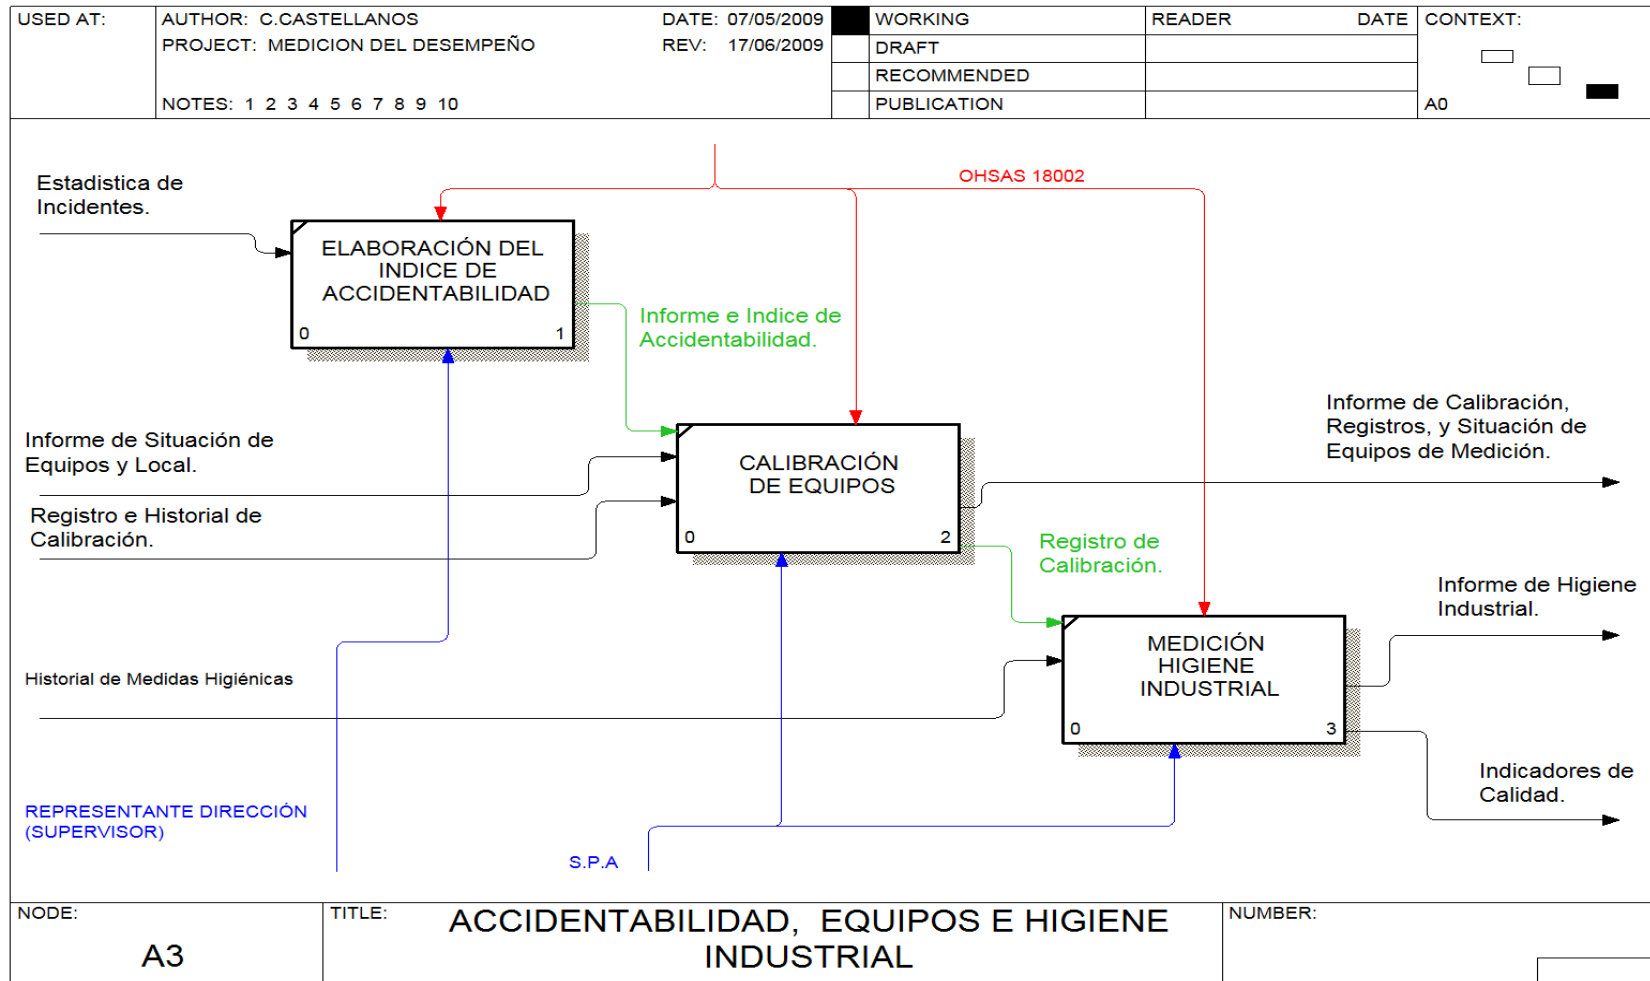 USED AT:
AUTHOR: C.CASTELLANOS
DATE: 07/05/2009
PROJECT: MEDICION DEL DESEMPEÑO
REV: 17/06/2009
NOTES: 1 2 3 4 5 6 7 8 9 10
WORKING
DRAFT
RECOMMENDED
PUBLICATION
READER DATE
CONTEXT:
A0
OHSAS 18002
Estadistica de
Incidentes.
ELABORACIÓN DEL
INDICE DE
ACCIDENTABILIDAD
0 1
Informe e Indice de
Accidentabilidad.
Informe de Situación de
Equipos y Local.
Registro e Historial de
Calibración.
CALIBRACIÓN
DE EQUIPOS
0 2
Informe de Calibración,
Registros, y Situación de
Equipos de Medición.
Registro de
Calibración.
Informe de Higiene
Industrial.
MEDICIÓN
HIGIENE
INDUSTRIAL
0 3
Historial de Medidas Higiénicas
Indicadores de
Calidad.
REPRESENTANTE DIRECCIÓN
(SUPERVISOR)
S.P.A
NODE:
A3
TITLE:
ACCIDENTABILIDAD, EQUIPOS E HIGIENE
INDUSTRIAL
NUMBER: